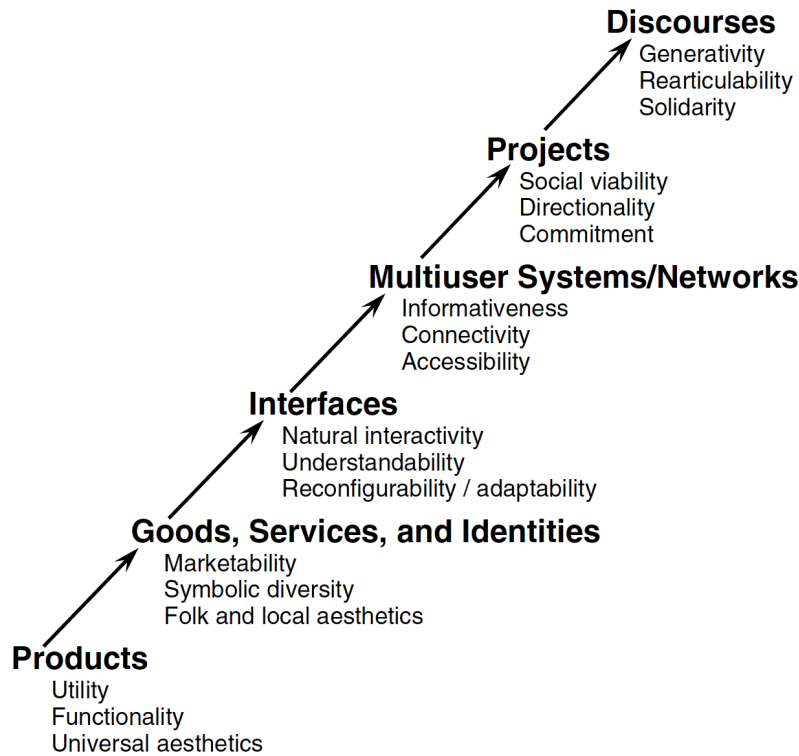 Discourses
Generativity
Rearticulability
Solidarity
Projects
Social viability
Directionality
Commitment
Multiuser Systems/Networks
Informativeness
Connectivity
Accessibility
Interfaces
Natural interactivity
Understandability
Reconfigurability / adaptability
Goods, Services, and Identities
Marketability
Symbolic diversity
Folk and local aesthetics
Products
Utility
Functionality
Universal aesthetics